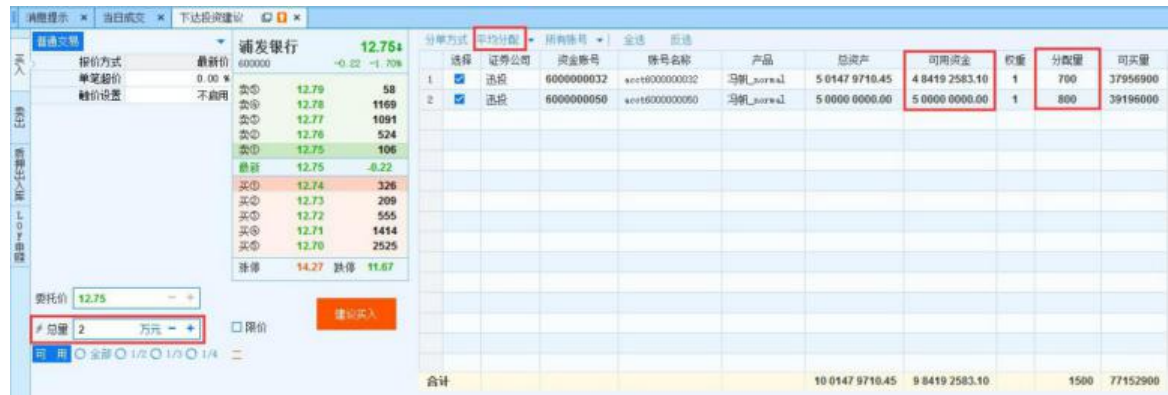 消息提示 × 当日成交 × 下达投资建议 ×
买入
卖出
质押出入库
普通交易
报价方式 最新价
单笔超价 0.00 %
触价设置 不启用
浦发银行 12.75
600000 -0.22 -1.70%
卖⑤ 12.79 58
卖④ 12.78 1169
卖③ 12.77 1091
卖② 12.76 524
卖① 12.75 106
最新 12.75 -0.22
买① 12.74 326
买② 12.73 209
买③ 12.72 555
买④ 12.71 1414
买⑤ 12.70 2525
涨停 14.27 跌停 11.67
委托价 12.75 - +
总量 2 万元 - +
限价
建议买入
可用 全部 1/2 1/3 1/4
分单方式 平均分配 所有账号 全选 反选
选择 证券公司 资金账号 账号名称 产品 总资产 可用资金 权重 分配量 可买量
1 迅投 6000000032 acct6000000032 冯帆_normal 5 0147 9710.45 4 8419 2583.10 1 700 37956900
2 迅投 6000000050 acct6000000050 冯帆_normal 5 0000 0000.00 5 0000 0000.00 1 800 39196000
合计 10 0147 9710.45 9 8419 2583.10 1500 77152900